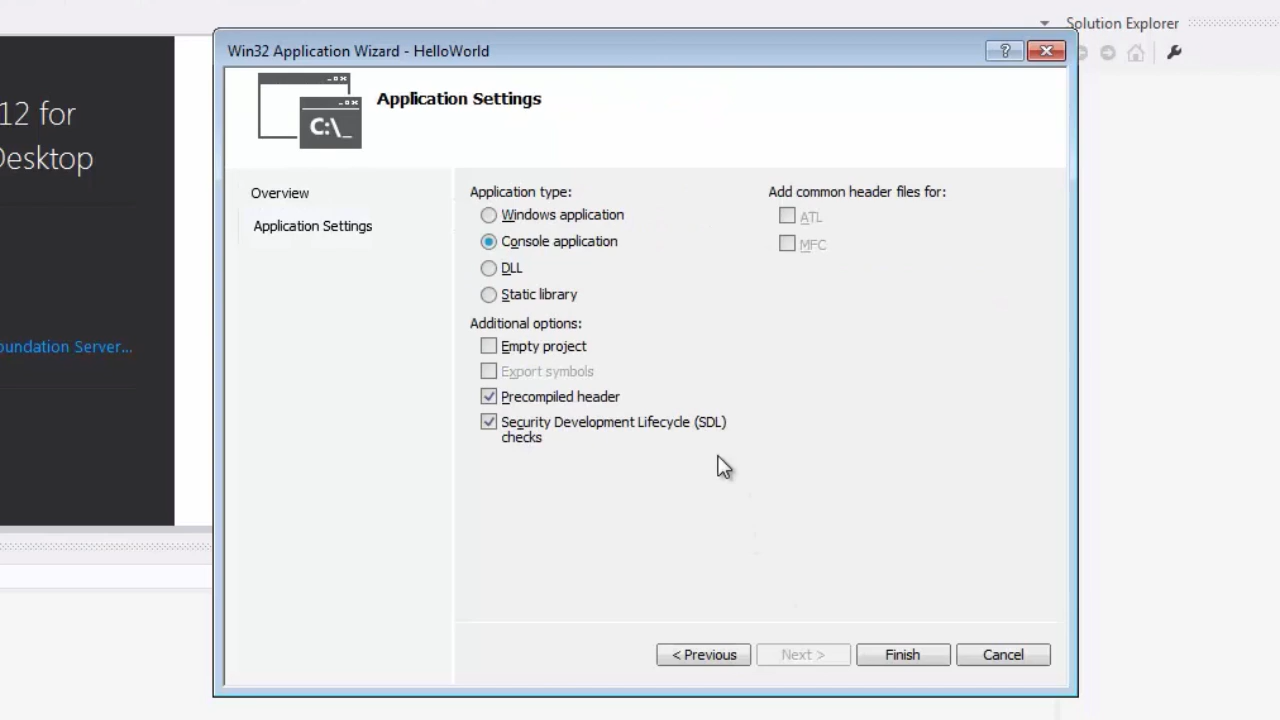 Solution Explorer
Win32 Application Wizard - HelloWorld
?
C:\_
Application Settings
12 for
Desktop
oundation Server...
Overview
Application Settings
Application type:
Windows application
Console application
DLL
Static library
Additional options:
Empty project
Export symbols
Precompiled header
Security Development Lifecycle (SDL)
checks
Add common header files for:
ATL
MFC
< Previous
Next >
Finish
Cancel